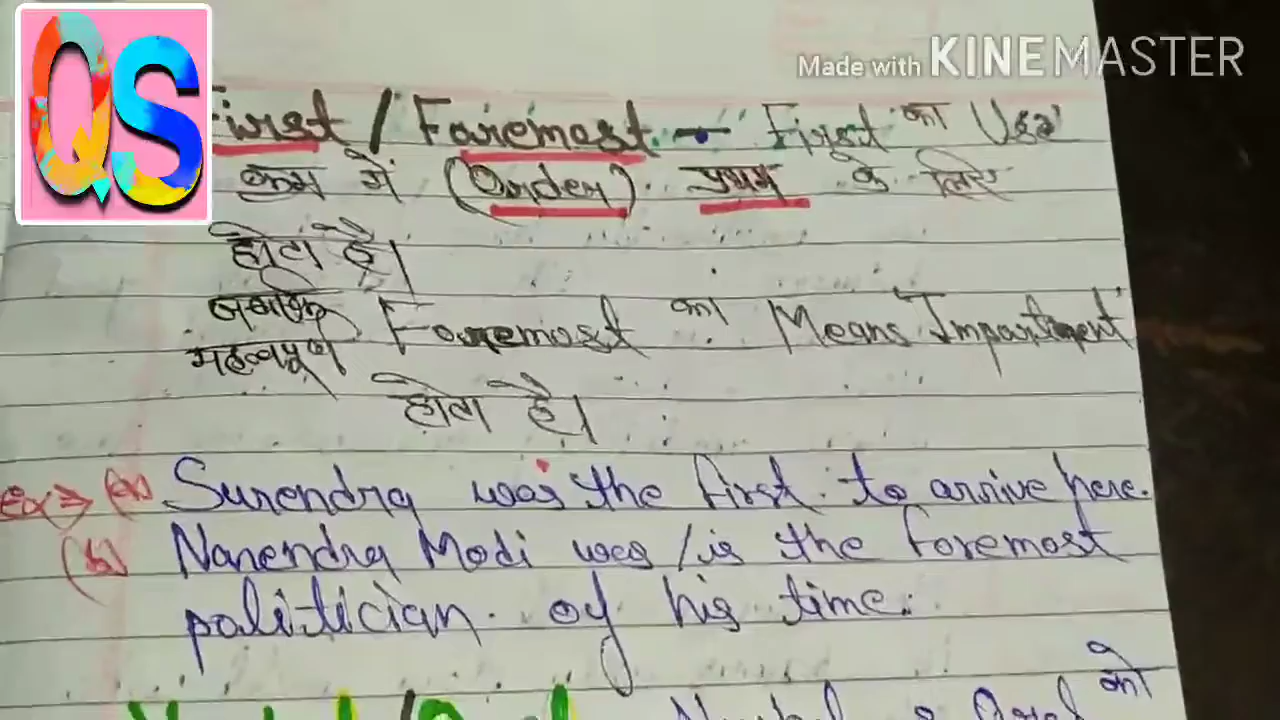 QS
Made with KINEMASTER
First / Foremost - First का Use
क्रम में (Order) प्रथम के लिए
होता है।
जबकि Foremost का Means 'Important'
महत्वपूर्ण
होता है।
Ex ⇒ (a) Surendra was the first to arrive here.
(b) Narendra Modi was / is the foremost
politician of his time.
को